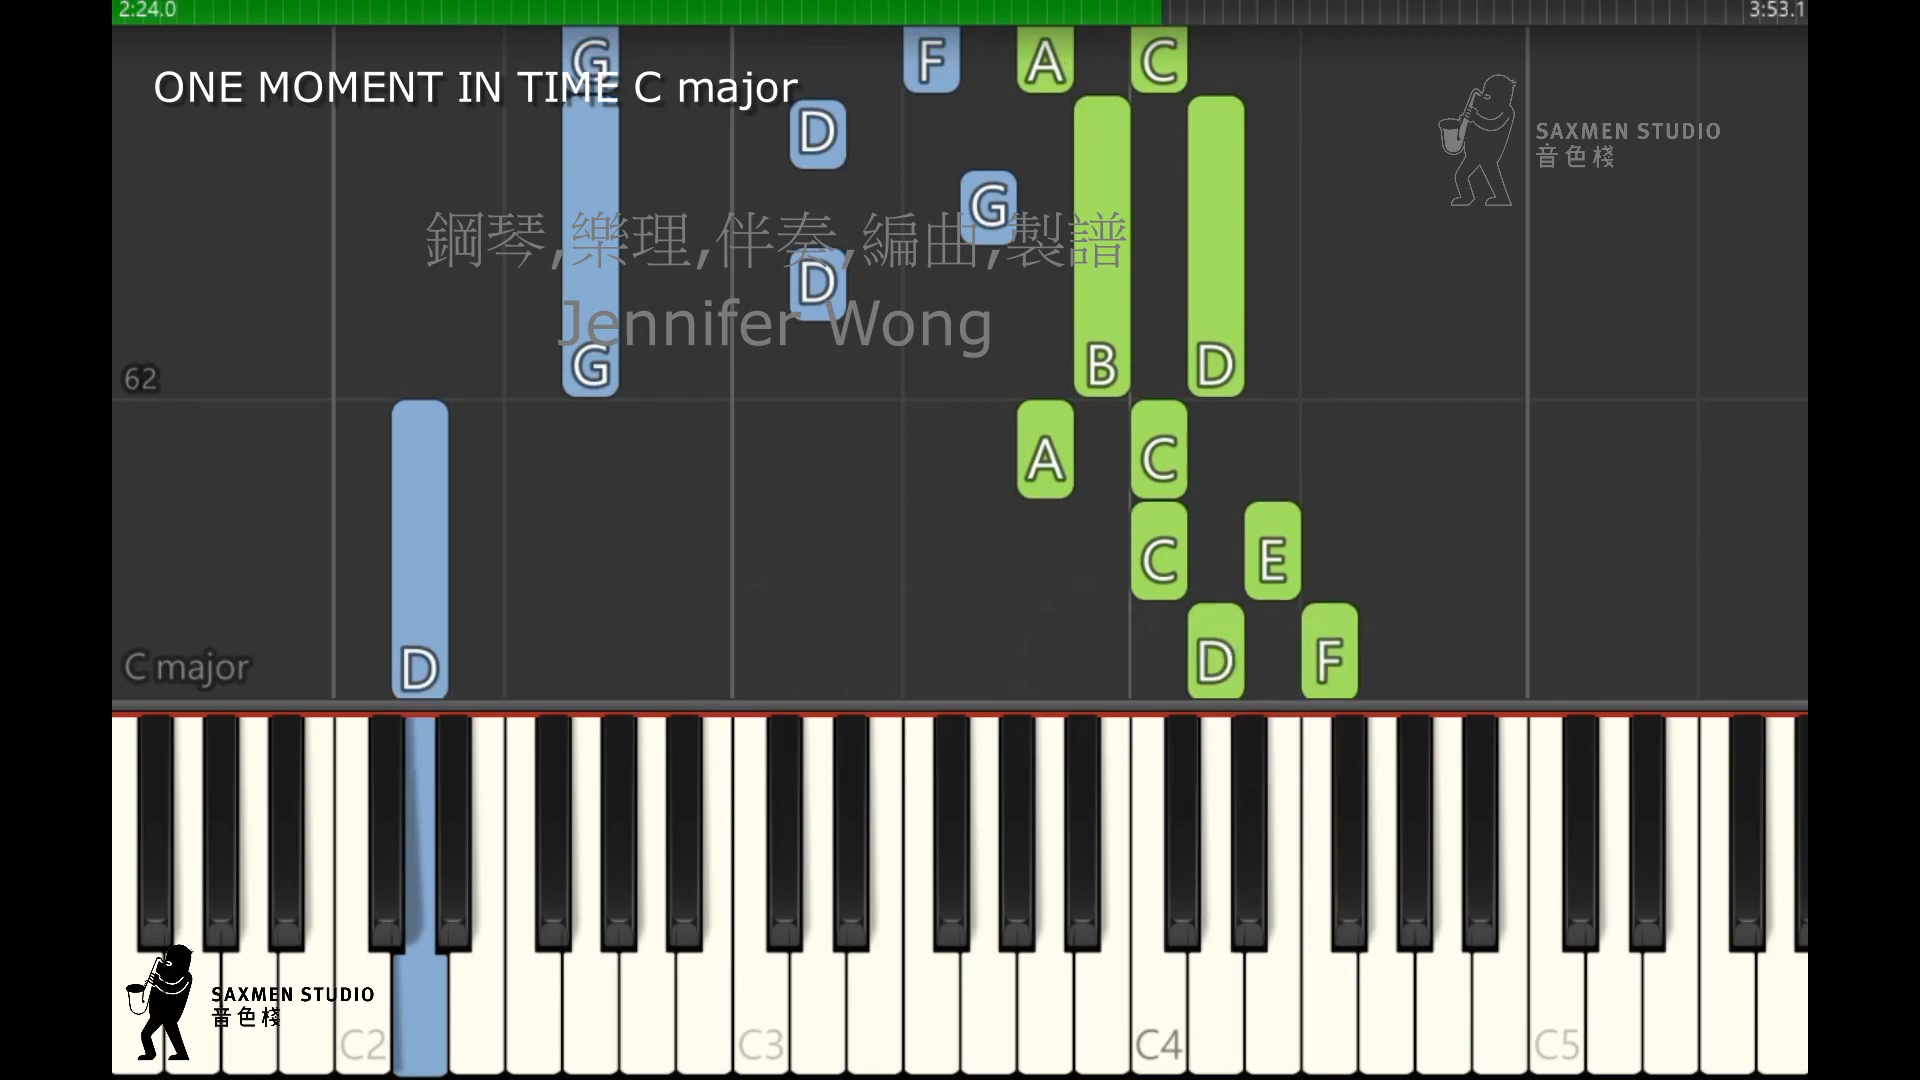 2:24.0
3:53.1
G F A C
ONE MOMENT IN TIME C major
D
SAXMEN STUDIO
音色棧
G
鋼琴,樂理,伴奏,編曲,製譜
D
Jennifer Wong
G B D
62
A C
C E
D D F
C major
SAXMEN STUDIO
音色棧
C2 C3 C4 C5